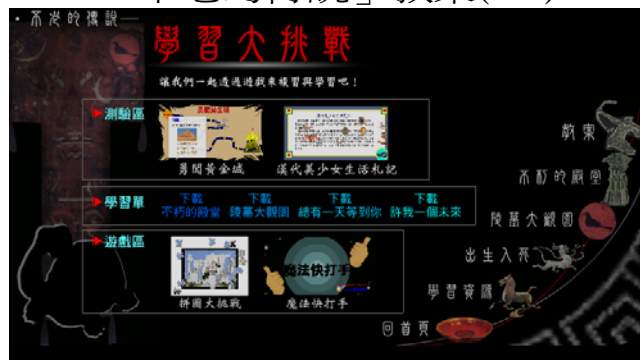 • 不朽的傳說
學習大挑戰
讓我們一起透過遊戲來複習與學習吧！
測驗區
勇闖黃金城
漢代美少女生活札記
學習單
下載 下載 下載 下載
不朽的殿堂 陵墓大觀園 總有一天等到你 許我一個未來
遊戲區
魔法快打手
拼圖大挑戰
魔法快打手
教案
不朽的殿堂
陵墓大觀園
出生入死
學習資源
回首頁